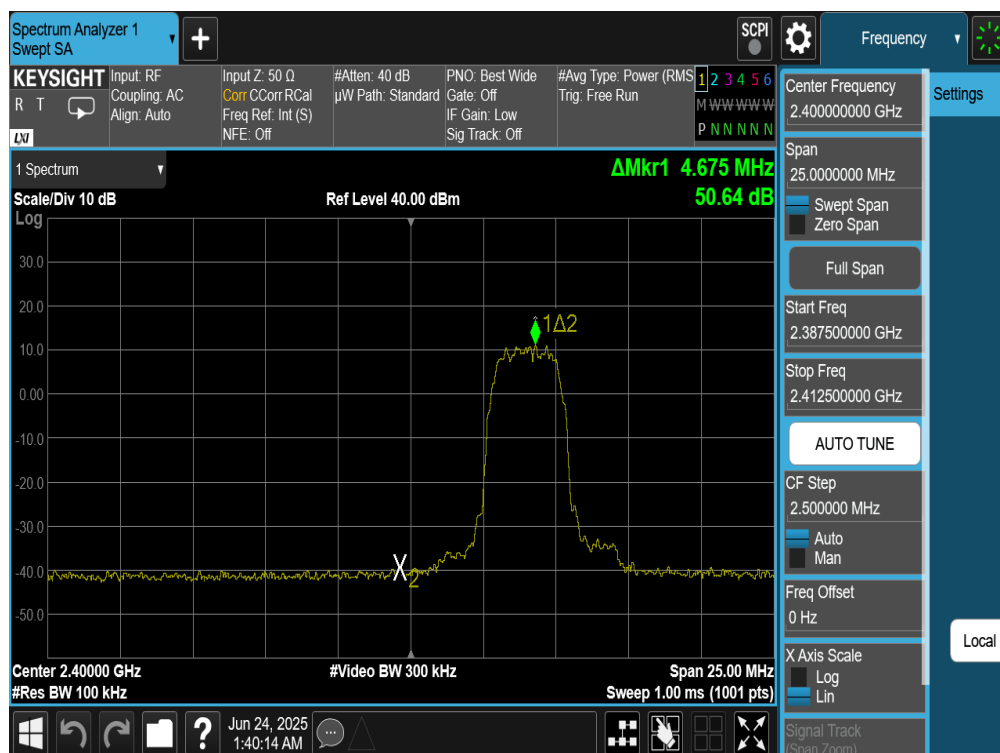 Spectrum Analyzer 1
Swept SA
+
SCPI
Frequency
KEYSIGHT
R T
LXI
Input: RF
Coupling: AC
Align: Auto
Input Z: 50 Ω
Corr CCorr RCal
Freq Ref: Int (S)
NFE: Off
#Atten: 40 dB
µW Path: Standard
PNO: Best Wide
Gate: Off
IF Gain: Low
Sig Track: Off
#Avg Type: Power (RMS
Trig: Free Run
1 2 3 4 5 6
M W W W W W
P N N N N N
1 Spectrum
ΔMkr1 4.675 MHz
50.64 dB
Scale/Div 10 dB
Ref Level 40.00 dBm
Log
30.0
20.0
10.0
0.00
-10.0
-20.0
-30.0
-40.0
-50.0
1Δ2
X
2
Center 2.40000 GHz
#Video BW 300 kHz
Span 25.00 MHz
#Res BW 100 kHz
Sweep 1.00 ms (1001 pts)
?
Jun 24, 2025
1:40:14 AM
Center Frequency
2.400000000 GHz
Span
25.0000000 MHz
Swept Span
Zero Span
Full Span
Start Freq
2.387500000 GHz
Stop Freq
2.412500000 GHz
AUTO TUNE
CF Step
2.500000 MHz
Auto
Man
Freq Offset
0 Hz
X Axis Scale
Log
Lin
Signal Track
(Span Zoom)
Settings
Local